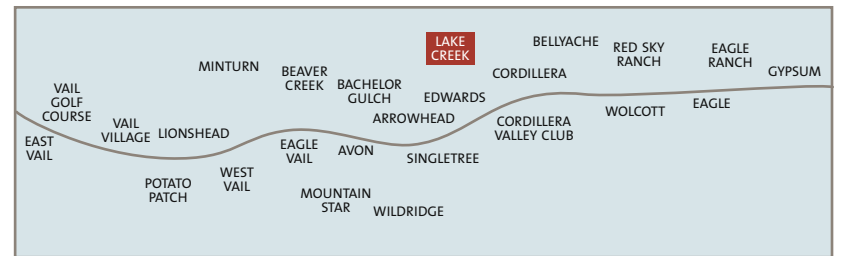 LAKE
CREEK
BELLYACHE
RED SKY
RANCH
EAGLE
RANCH
MINTURN
BEAVER
CREEK
CORDILLERA
GYPSUM
VAIL
GOLF
COURSE
BACHELOR
GULCH
EDWARDS
EAGLE
WOLCOTT
ARROWHEAD
CORDILLERA
VALLEY CLUB
VAIL
VILLAGE
LIONSHEAD
EAST
VAIL
EAGLE
VAIL
AVON
SINGLETREE
POTATO
PATCH
WEST
VAIL
MOUNTAIN
STAR
WILDRIDGE